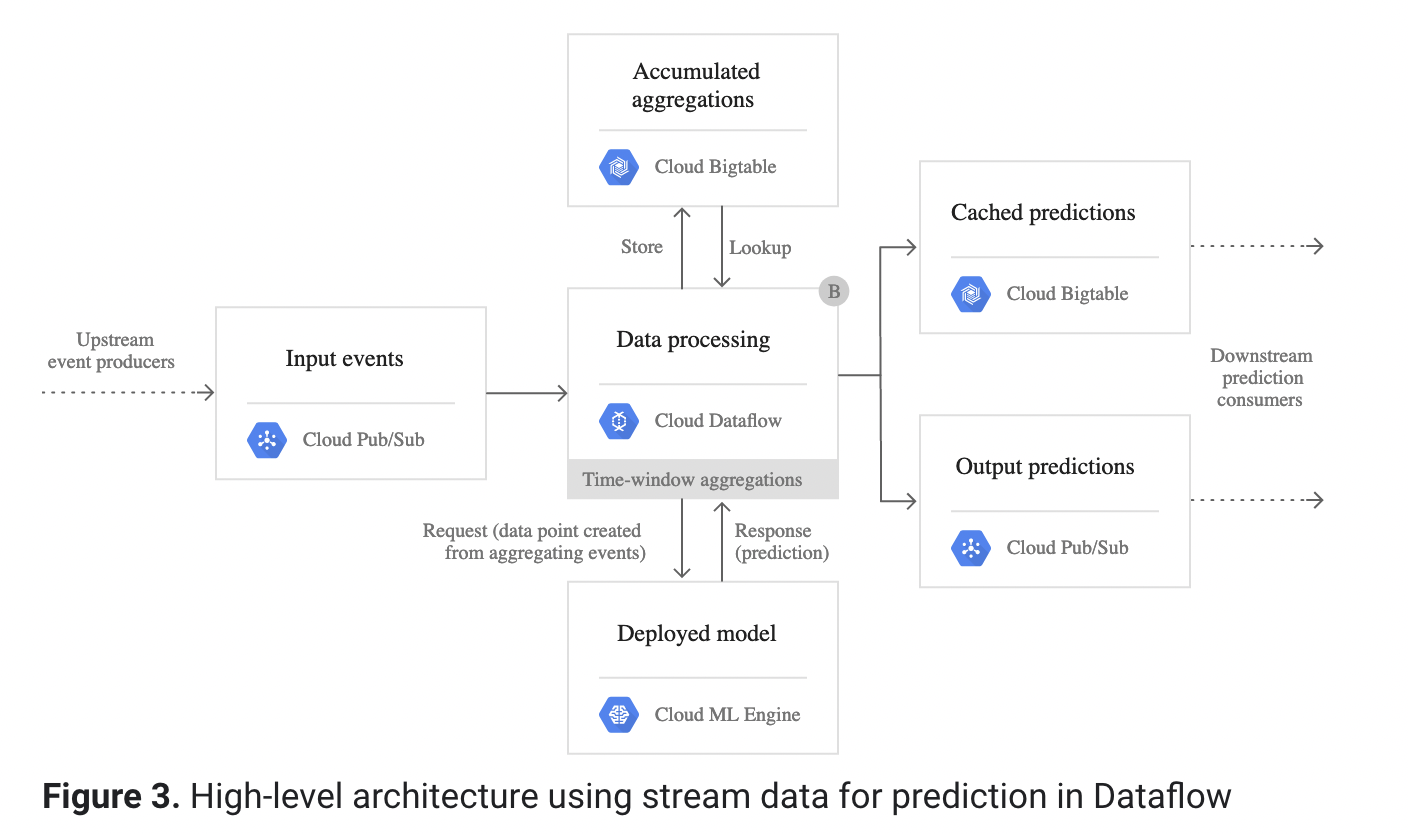 Accumulated
aggregations
Cloud Bigtable
Store
Lookup
Upstream
event producers
Input events
Cloud Pub/Sub
B
Data processing
Cloud Dataflow
Time-window aggregations
Request (data point created
from aggregating events)
Response
(prediction)
Deployed model
Cloud ML Engine
Cached predictions
Cloud Bigtable
Downstream
prediction
consumers
Output predictions
Cloud Pub/Sub
Figure 3. High-level architecture using stream data for prediction in Dataflow